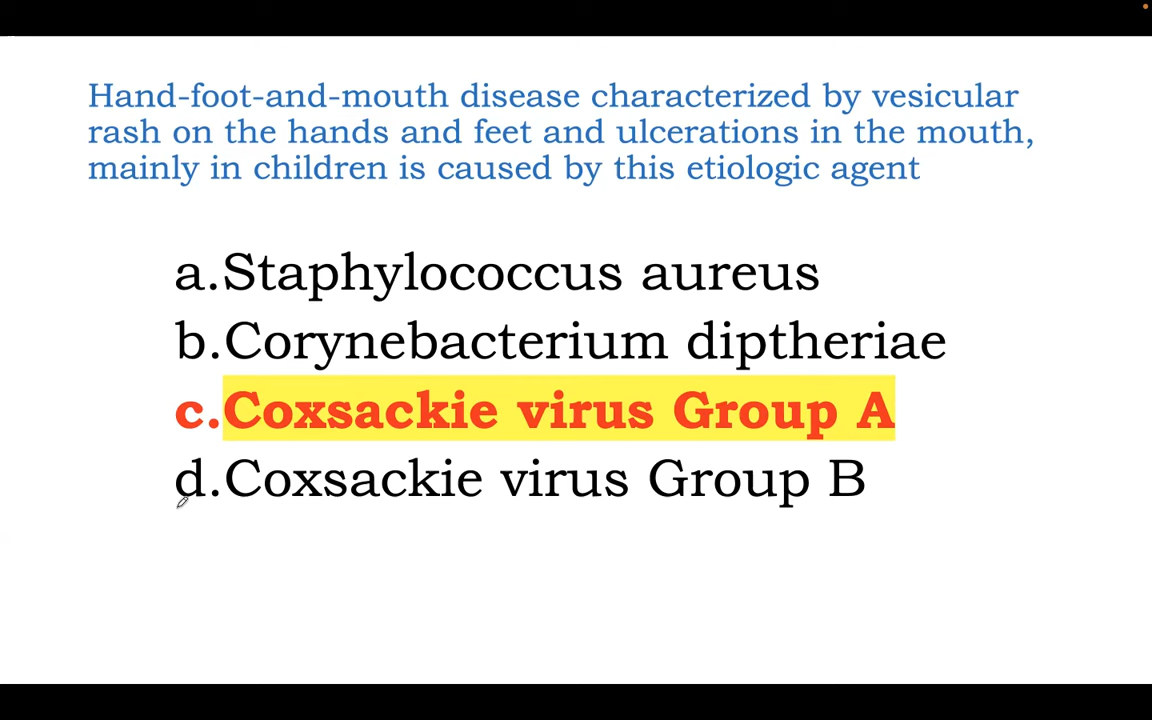 Hand-foot-and-mouth disease characterized by vesicular
rash on the hands and feet and ulcerations in the mouth,
mainly in children is caused by this etiologic agent
a.Staphylococcus aureus
b.Corynebacterium diptheriae
c.Coxsackie virus Group A
d.Coxsackie virus Group B